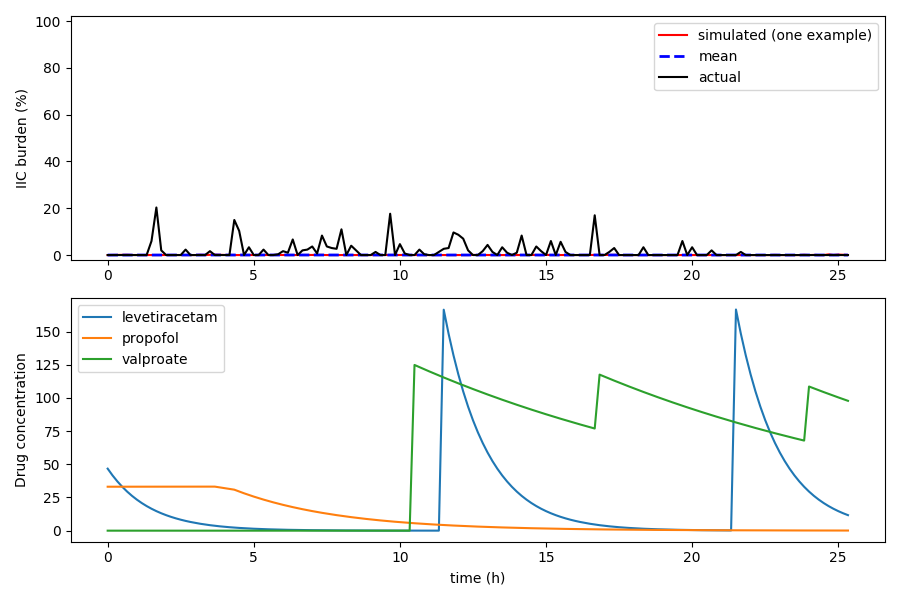 100
80
60
40
20
0
IIC burden (%)
simulated (one example)
mean
actual
0 5 10 15 20 25
150
125
100
75
50
25
0
Drug concentration
levetiracetam
propofol
valproate
0 5 10 15 20 25
time (h)